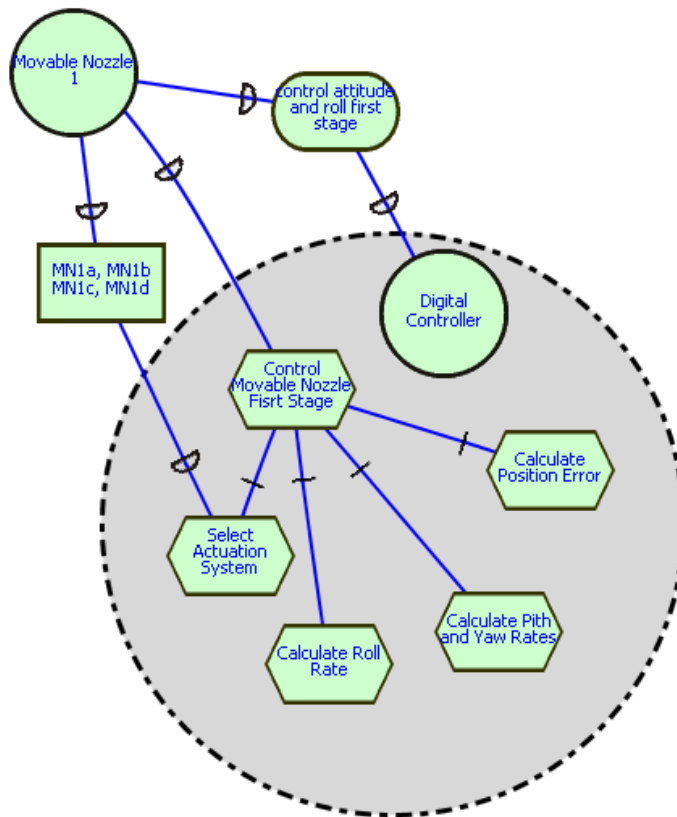 Movable Nozzle
1
control attitude
and roll first
stage
MN1a, MN1b
MN1c, MN1d
Digital
Controller
Control
Movable Nozzle
Fisrt Stage
Calculate
Position Error
Select
Actuation
System
Calculate Pith
and Yaw Rates
Calculate Roll
Rate